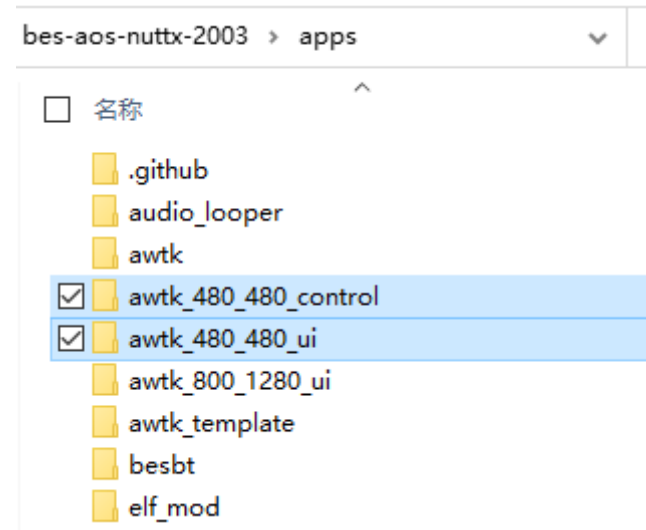 bes-aos-nuttx-2003 > apps
名称
.github
audio_looper
awtk
awtk_480_480_control
awtk_480_480_ui
awtk_800_1280_ui
awtk_template
besbt
elf_mod